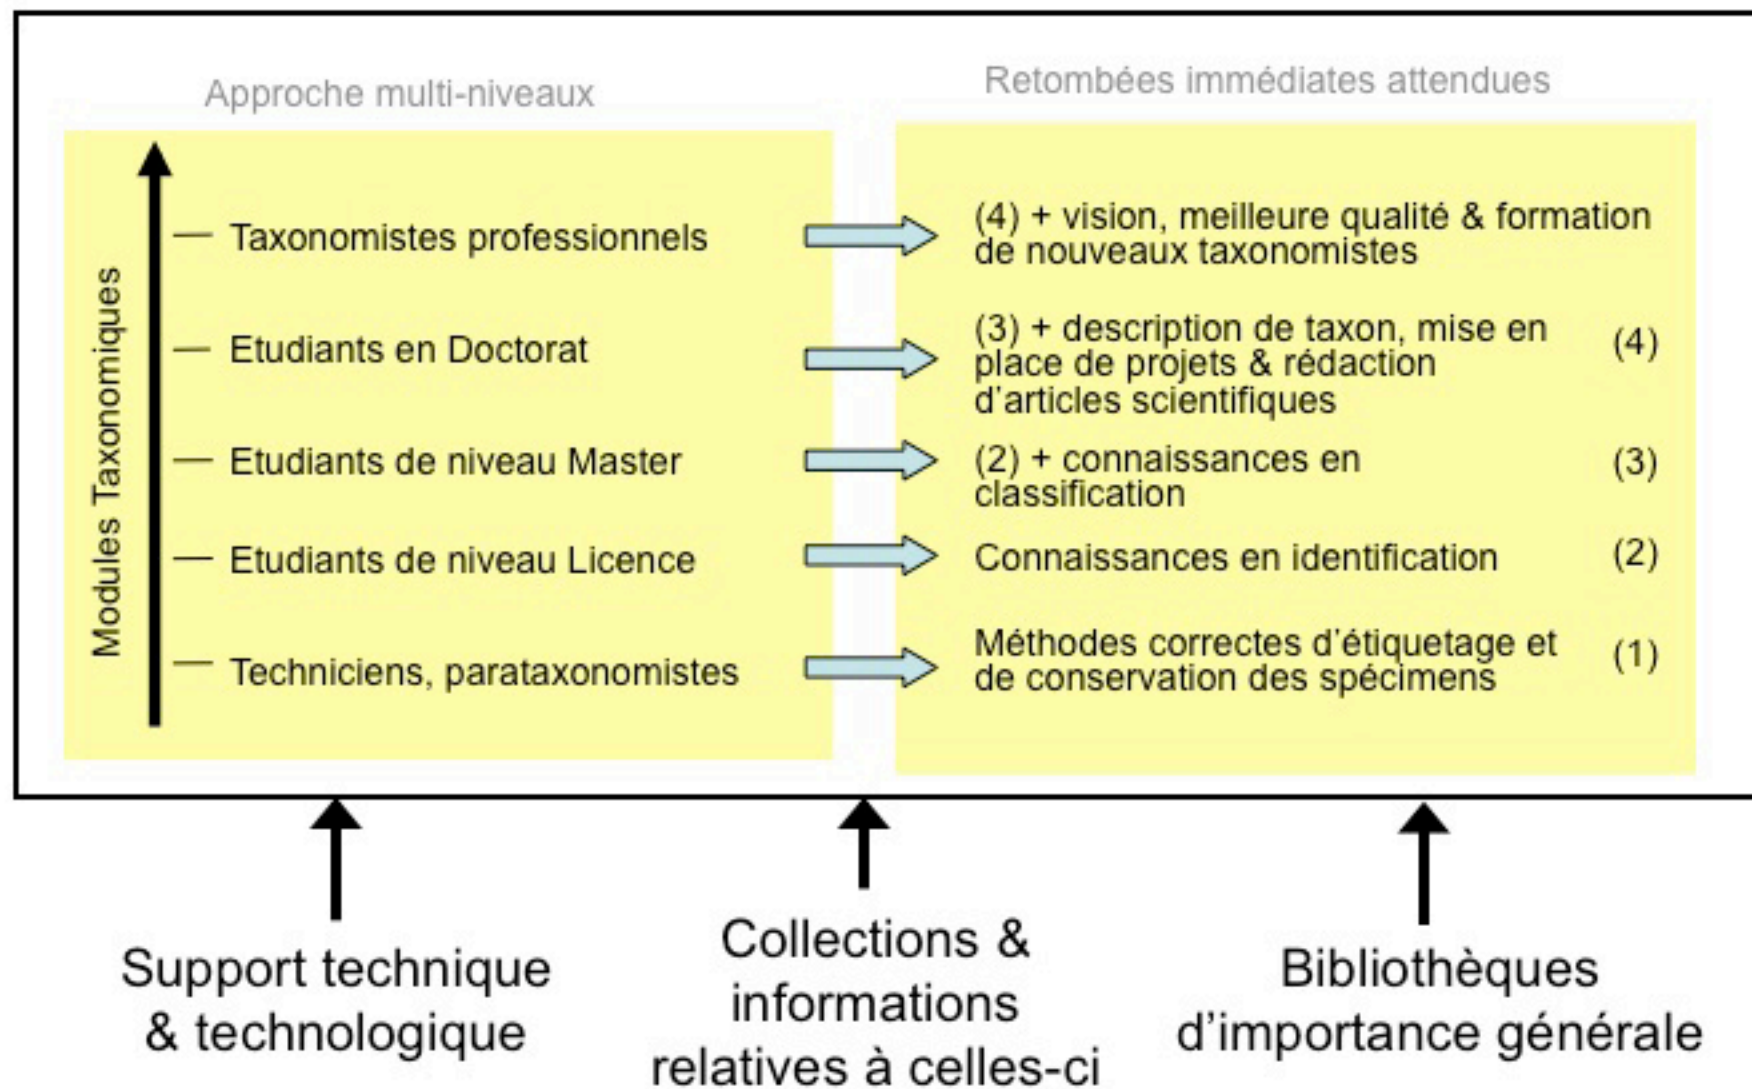 Approche multi-niveaux
Retombées immédiates attendues
Modules Taxonomiques
Taxonomistes professionnels
(4) + vision, meilleure qualité & formation
de nouveaux taxonomistes
Etudiants en Doctorat
(3) + description de taxon, mise en
place de projets & rédaction
d'articles scientifiques
(4)
Etudiants de niveau Master
(2) + connaissances en
classification
(3)
Etudiants de niveau Licence
Connaissances en identification
(2)
Techniciens, parataxonomistes
Méthodes correctes d'étiquetage et
de conservation des spécimens
(1)
Support technique
& technologique
Collections &
informations
relatives à celles-ci
Bibliothèques
d'importance générale